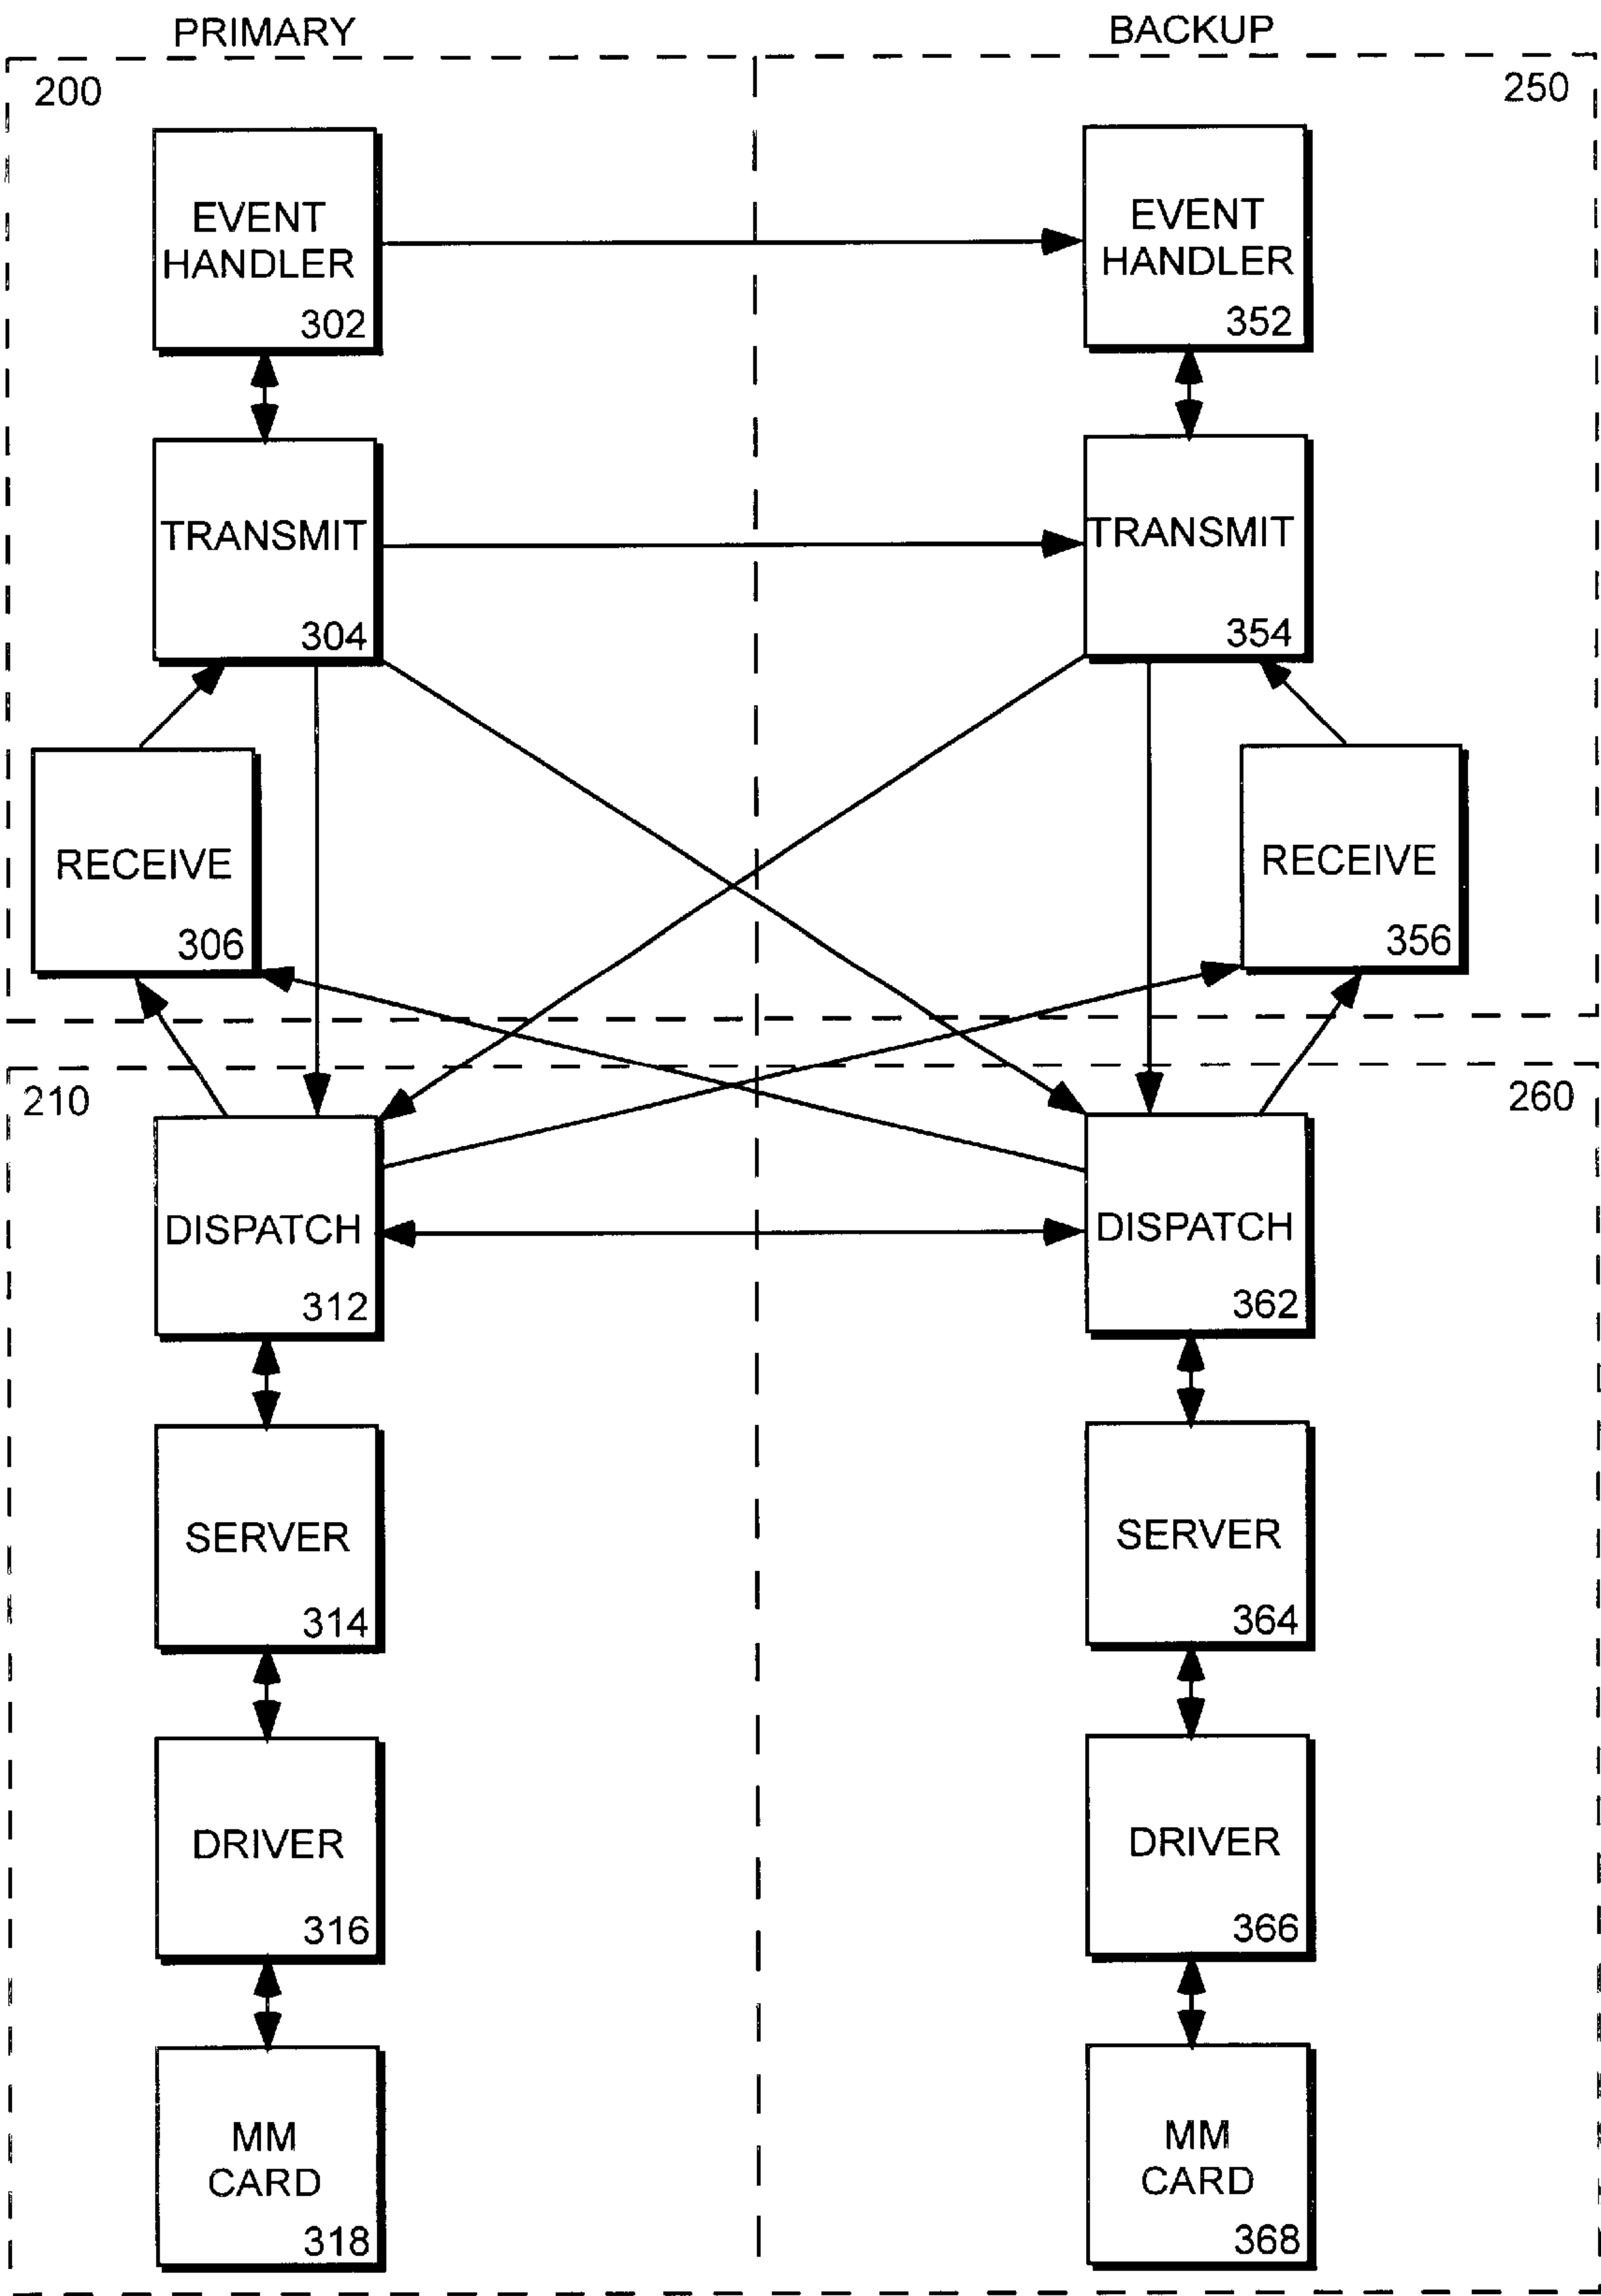 PRIMARY
BACKUP
200
250
EVENT
HANDLER
302
EVENT
HANDLER
352
TRANSMIT
304
TRANSMIT
354
RECEIVE
306
RECEIVE
356
210
260
DISPATCH
312
DISPATCH
362
SERVER
314
SERVER
364
DRIVER
316
DRIVER
366
MM
CARD
318
MM
CARD
368